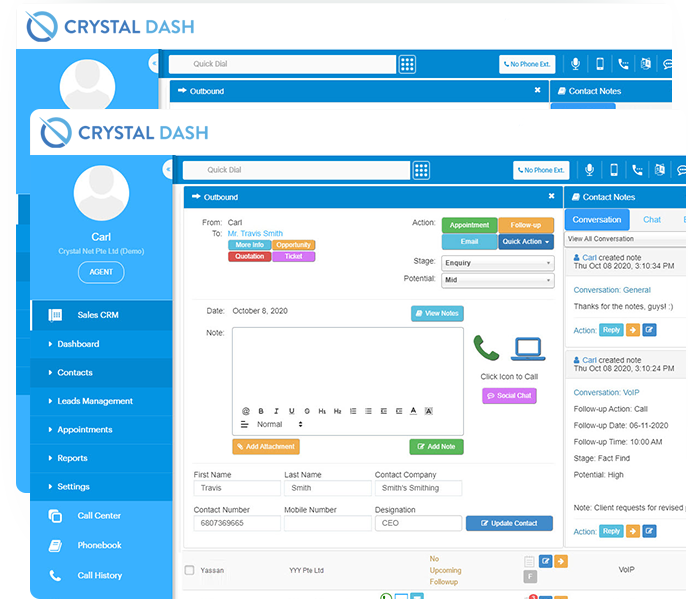 CRYSTAL DASH
Quick Dial
No Phone Ext.
Outbound
Contact Notes
CRYSTAL DASH
Quick Dial
No Phone Ext.
Outbound
Contact Notes
Carl
Crystal Net Pte Ltd (Demo)
AGENT
Sales CRM
Dashboard
Contacts
Leads Management
Appointments
Reports
Settings
Call Center
Phonebook
Call History
From: Carl
To: Mr. Travis Smith
More Info Opportunity
Quotation Ticket
Action: Appointment Follow-up
Email Quick Action
Stage: Enquiry
Potential: Mid
Date: October 8, 2020
View Notes
Note:
@ B I U S H1 H2 A A
Normal
Click Icon to Call
Social Chat
Add Attachment
Add Note
First Name Last Name Contact Company
Travis Smith Smith's Smithing
Contact Number Mobile Number Designation
6807369665 CEO
Update Contact
Yassan YYY Pte Ltd
No
Upcoming
Followup
F
VoIP
Conversation Chat E
View All Conversation
Carl created note
Thu Oct 08 2020, 3:10:34 PM
Conversation: General
Thanks for the notes, guys! :)
Action: Reply
Carl created note
Thu Oct 08 2020, 3:10:24 PM
Conversation: VoIP
Follow-up Action: Call
Follow-up Date: 06-11-2020
Follow-up Time: 10:00 AM
Stage: Fact Find
Potential: High
Note: Client requests for revised
Action: Reply